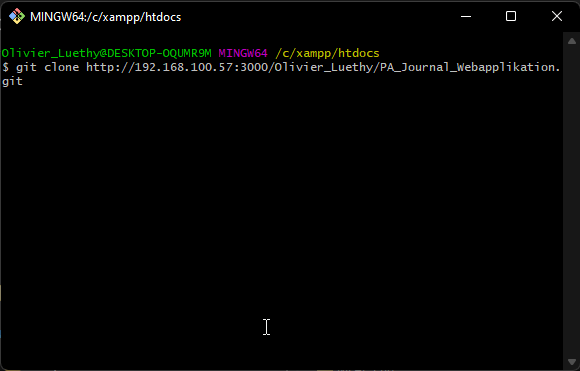 MINGW64:/c/xampp/htdocs
Olivier_Luethy@DESKTOP-OQUMR9M MINGW64 /c/xampp/htdocs
$ git clone http://192.168.100.57:3000/Olivier_Luethy/PA_Journal_Webapplikation.
git